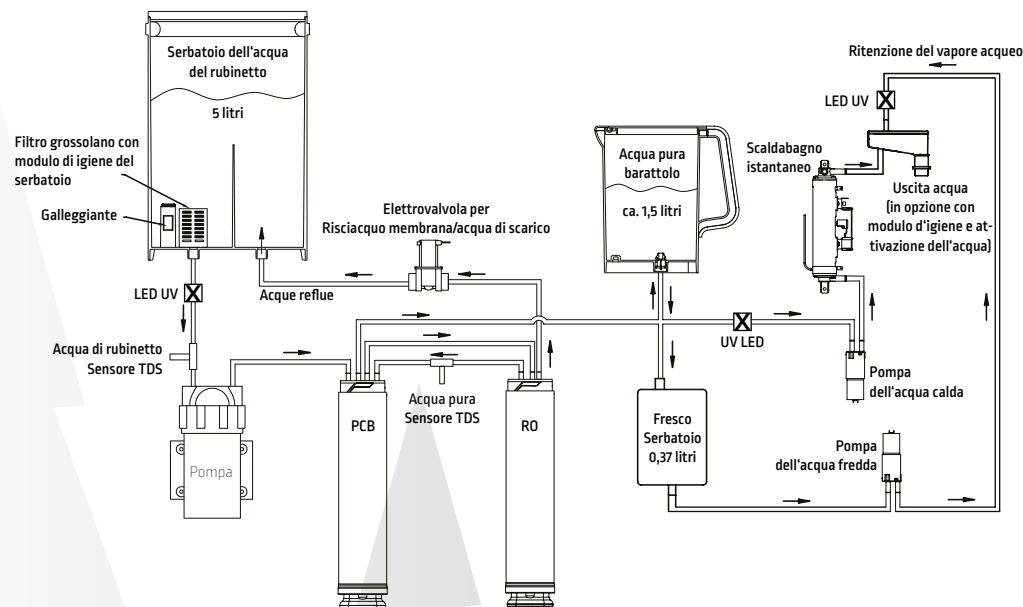 Serbatoio dell'acqua
del rubinetto
5 litri
Filtro grossolano con
modulo di igiene del
serbatoio
Galleggiante
LED UV
Acque reflue
Elettrovalvola per
Risciacquo membrana/acqua di scarico
Acqua di rubinetto
Sensore TDS
Pompa
PCB
Acqua pura
Sensore TDS
RO
Acqua pura
barattolo
ca. 1,5 litri
Fresco
Serbatoio
0,37 litri
UV LED
Ritenzione del vapore acqueo
LED UV
Scaldabagno
istantaneo
Uscita acqua
(in opzione con
modulo d'igiene e at-
tivazione dell'acqua)
Pompa
dell'acqua calda
Pompa
dell'acqua fredda